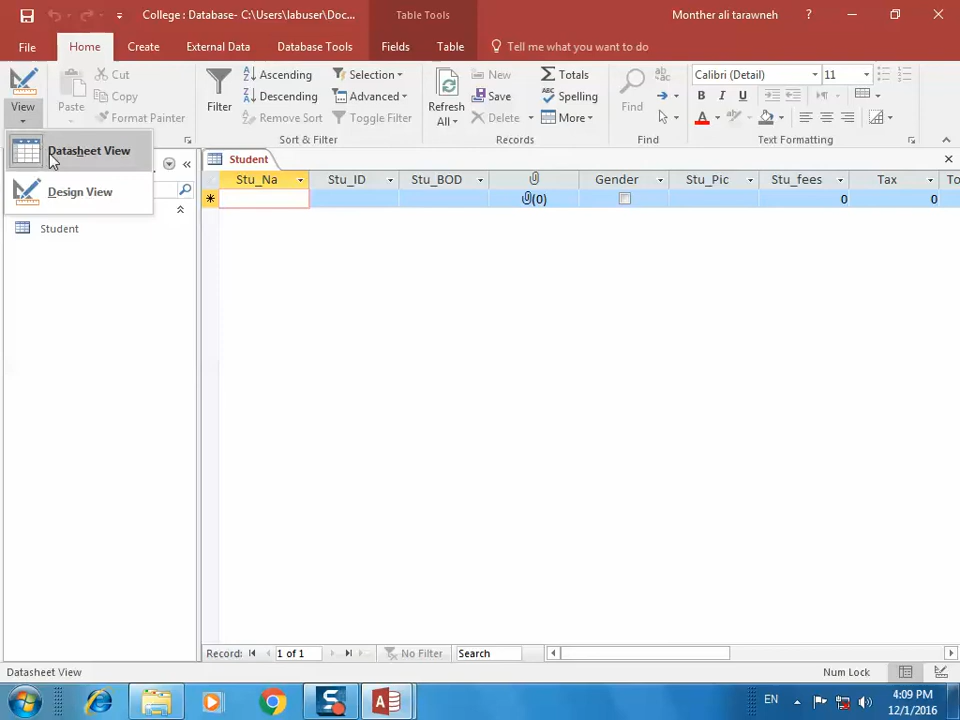 College : Database- C:\Users\labuser\Doc...
Table Tools
Monther ali tarawneh
?
File
Home
Create
External Data
Database Tools
Fields
Table
Tell me what you want to do
View
Paste
Cut
Copy
Format Painter
Filter
Ascending
Descending
Remove Sort
Selection
Advanced
Toggle Filter
Sort & Filter
Refresh
All
New
Save
Delete
Totals
Spelling
More
Records
Find
Find
Calibri (Detail)
11
B I U
A
Text Formatting
Datasheet View
Design View
Student
Student
Stu_Na
Stu_ID
Stu_BOD
Gender
Stu_Pic
Stu_fees
Tax
To
(0)
0
0
Record:
1 of 1
No Filter
Search
Datasheet View
Num Lock
EN
4:09 PM
12/1/2016